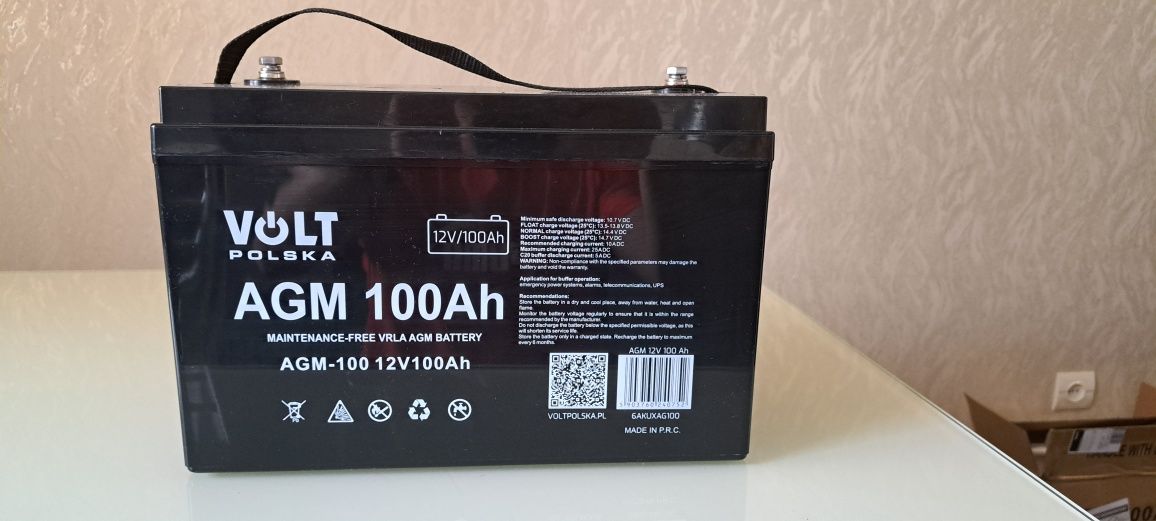 VOLT
POLSKA
12V/100Ah
AGM 100Ah
MAINTENANCE-FREE VRLA AGM BATTERY
AGM-100 12V100Ah
Minimum safe discharge voltage: 10.7 V DC
FLOAT charge voltage (25°C): 13.5-13.8 V DC
NORMAL charge voltage (25°C): 14.4 V DC
BOOST charge voltage (25°C): 14.7 V DC
Recommended charging current: 10A DC
Maximum charging current: 25A DC
C20 buffer discharge current: 5A DC
WARNING: Non-compliance with the specified parameters may damage the
battery and void the warranty.
Application for buffer operation:
emergency power systems, alarms, telecommunications, UPS
Recommendations:
Store the battery in a dry and cool place, away from water, heat and open
flame.
Monitor the battery voltage regularly to ensure that it is within the range
recommended by the manufacturer.
Do not discharge the battery below the specified permissible voltage, as this
will shorten its service life.
Store the battery only in a charged state. Recharge the battery to maximum
every 6 months.
AGM 12V 100 Ah
VOLTPOLSKA.PL
6AKUXAG100
MADE IN P.R.C.
WITH